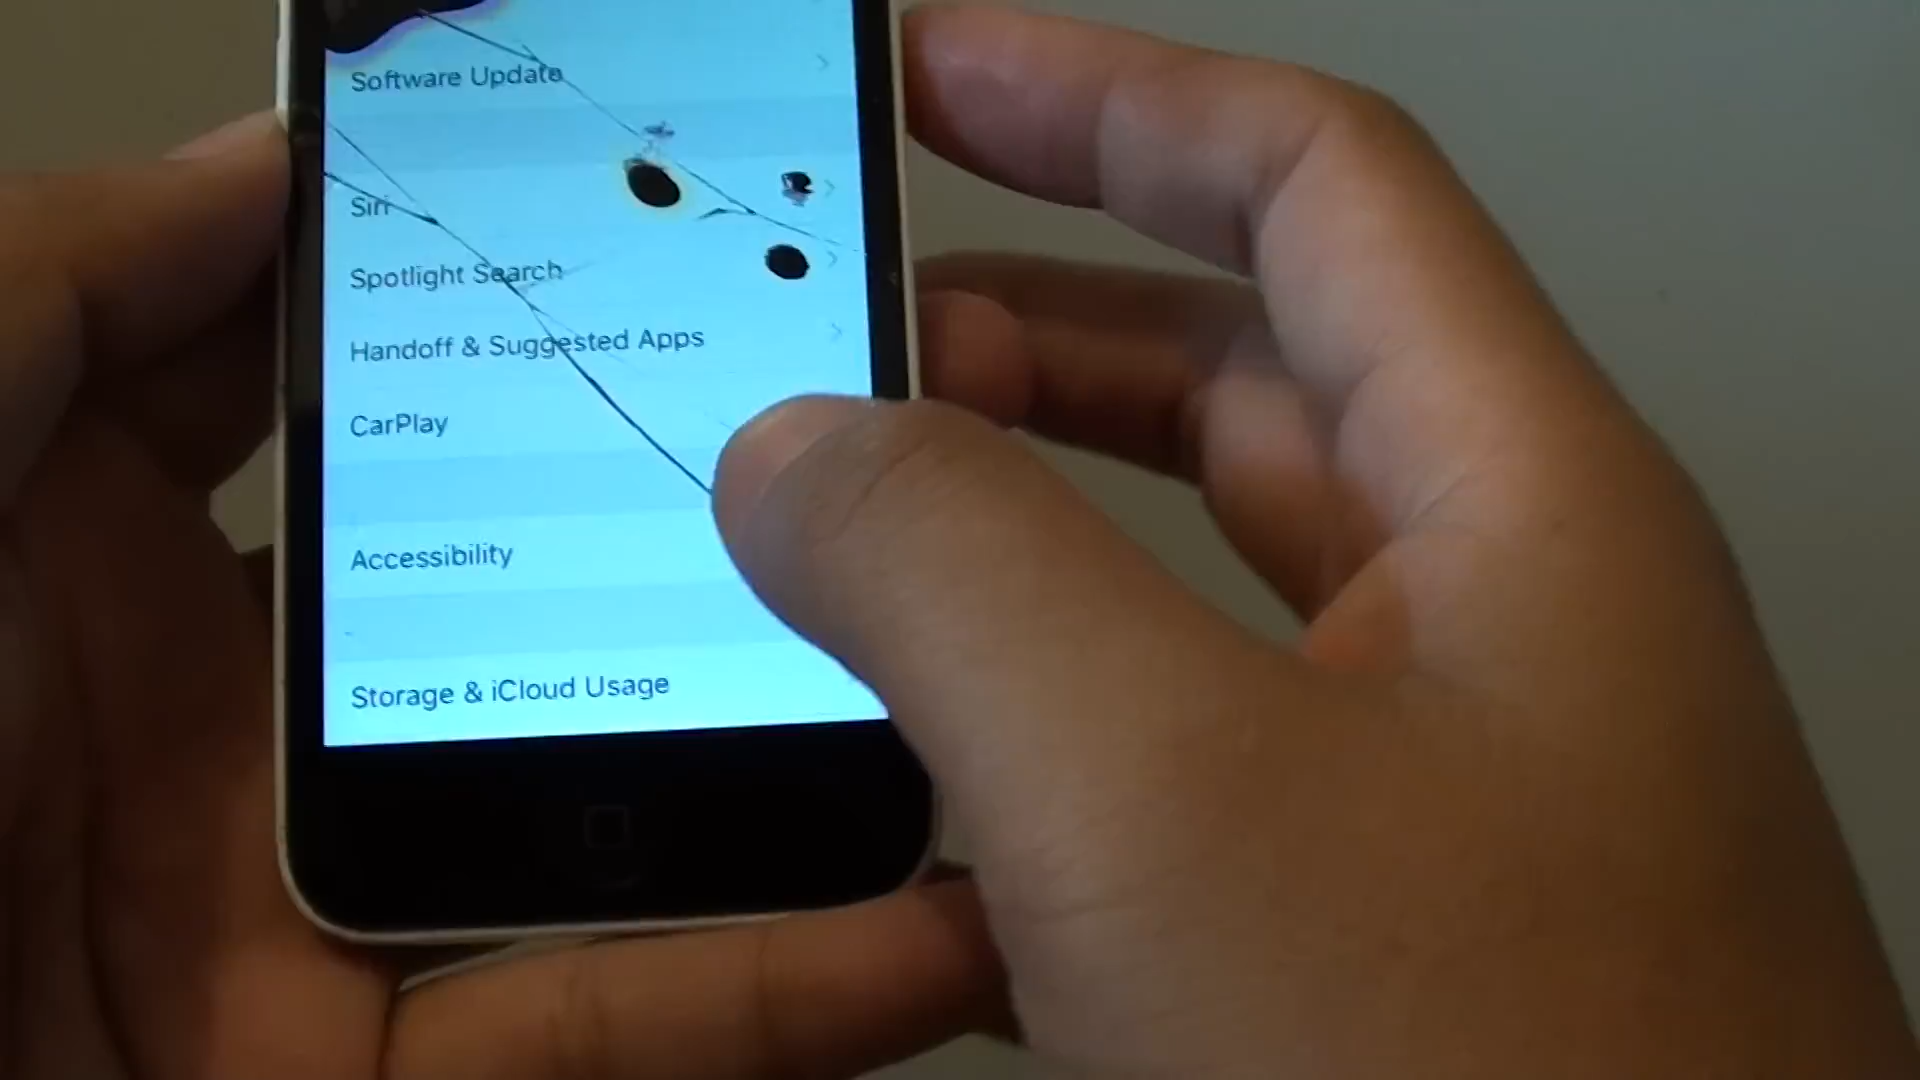 Software Update
Siri
Spotlight Search
Handoff & Suggested Apps
CarPlay
Accessibility
Storage & iCloud Usage